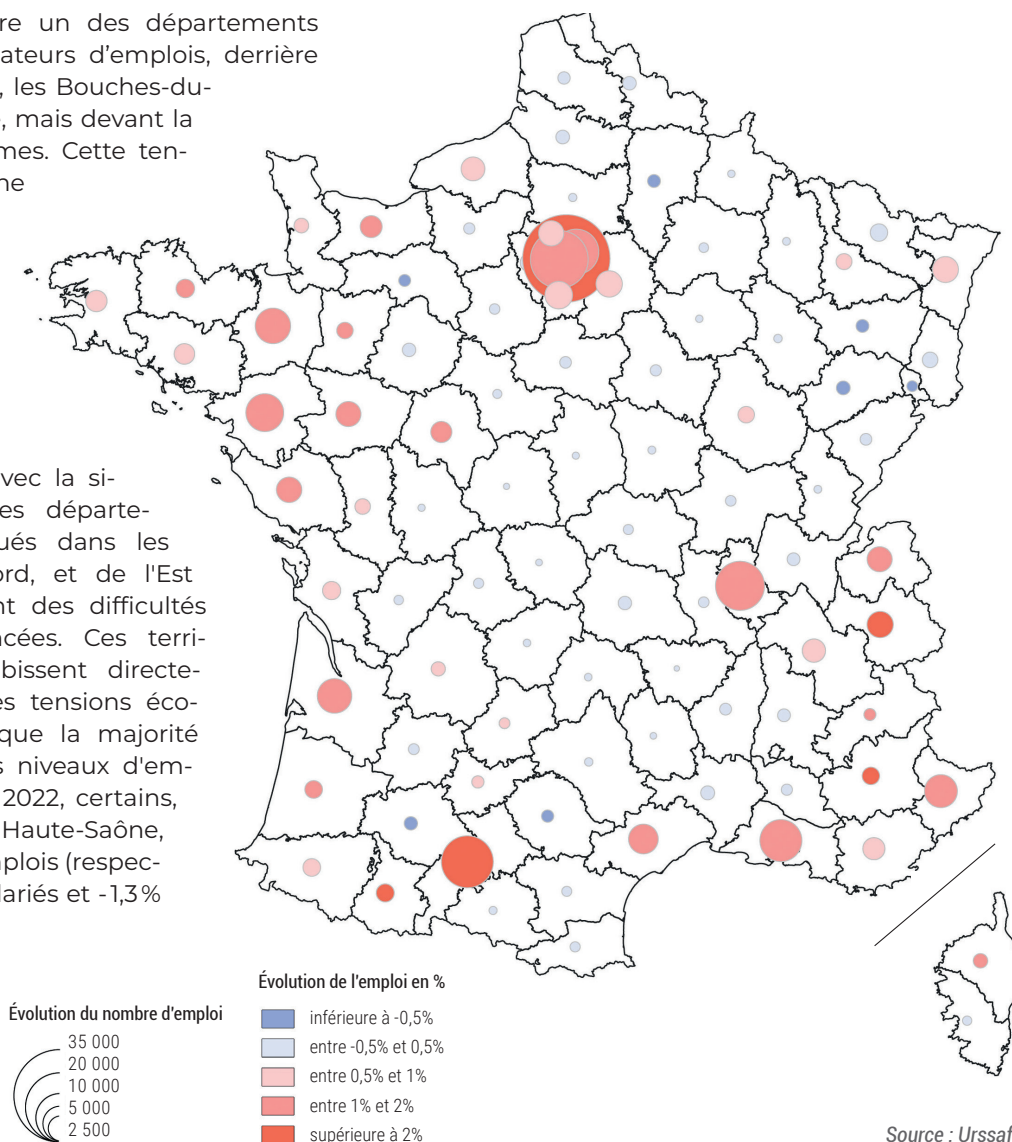 re un des départements
ateurs d'emplois, derrière
, les Bouches-du-
, mais devant la
mes. Cette ten-
ne
avec la si-
es départe-
ués dans les
ord, et de l'Est
nt des difficultés
cées. Ces terri-
bissent directe-
es tensions éco-
que la majorité
s niveaux d'em-
2022, certains,
Haute-Saône,
mplois (respec-
lariés et -1,3%
Évolution du nombre d'emploi
35 000
20 000
10 000
5 000
2 500
Évolution de l'emploi en %
inférieure à -0,5%
entre -0,5% et 0,5%
entre 0,5% et 1%
entre 1% et 2%
supérieure à 2%
Source : Urssaf